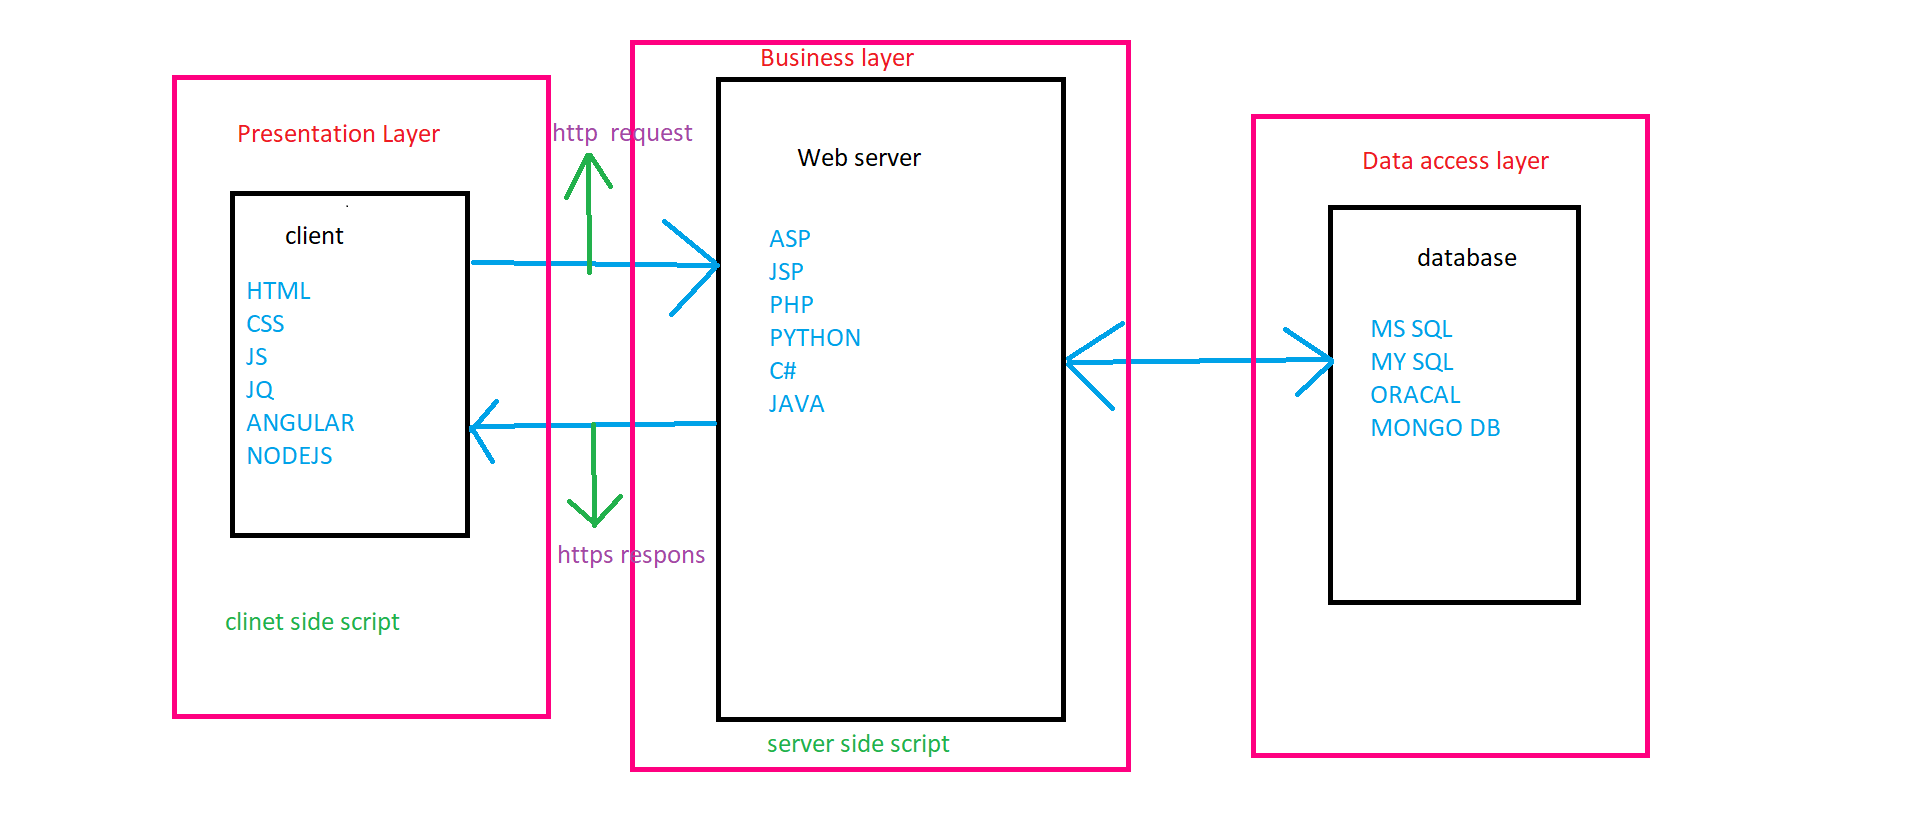 Presentation Layer
client
HTML
CSS
JS
JQ
ANGULAR
NODEJS
clinet side script
http  request
https respons
Business layer
Web server
ASP
JSP
PHP
PYTHON
C#
JAVA
server side script
Data access layer
database
MS SQL
MY SQL
ORACAL
MONGO DB